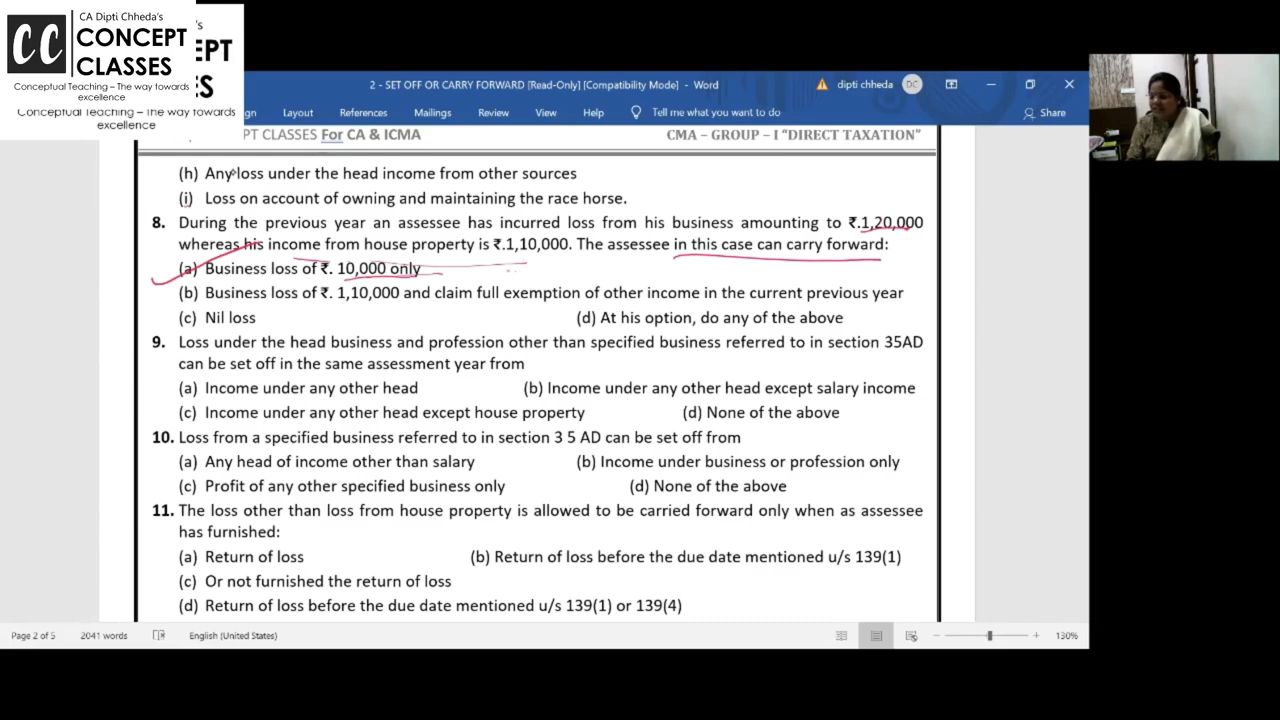 CA Dipti Chheda's
CC CONCEPT
CLASSES
Conceptual Teaching – The way towards
excellence
's
EPT
S
Conceptual Teaching – The way towards
excellence
2 - SET OFF OR CARRY FORWARD [Read-Only] [Compatibility Mode] - Word
dipti chheda DC
gn Layout References Mailings Review View Help Tell me what you want to do Share
PT CLASSES For CA & ICMA CMA – GROUP – I “DIRECT TAXATION”
(h) Any loss under the head income from other sources
(i) Loss on account of owning and maintaining the race horse.
8. During the previous year an assessee has incurred loss from his business amounting to ₹.1,20,000
whereas his income from house property is ₹.1,10,000. The assessee in this case can carry forward:
(a) Business loss of ₹. 10,000 only
(b) Business loss of ₹. 1,10,000 and claim full exemption of other income in the current previous year
(c) Nil loss (d) At his option, do any of the above
9. Loss under the head business and profession other than specified business referred to in section 35AD
can be set off in the same assessment year from
(a) Income under any other head (b) Income under any other head except salary income
(c) Income under any other head except house property (d) None of the above
10. Loss from a specified business referred to in section 3 5 AD can be set off from
(a) Any head of income other than salary (b) Income under business or profession only
(c) Profit of any other specified business only (d) None of the above
11. The loss other than loss from house property is allowed to be carried forward only when as assessee
has furnished:
(a) Return of loss (b) Return of loss before the due date mentioned u/s 139(1)
(c) Or not furnished the return of loss
(d) Return of loss before the due date mentioned u/s 139(1) or 139(4)
Page 2 of 5 2041 words English (United States) 130%